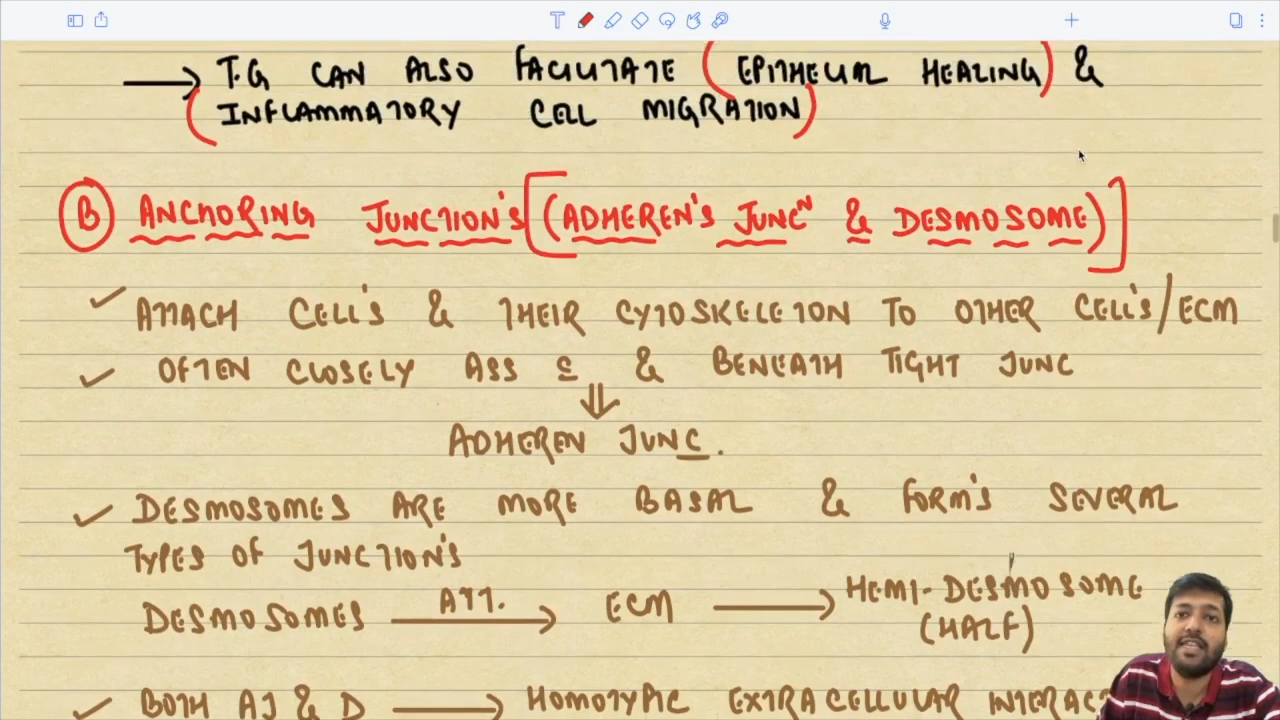 T.G CAN ALSO FACILITATE (EPITHELIAL HEALING) &
(INFLAMMATORY CELL MIGRATION)
B ANCHORING JUNCTION'S [(ADHEREN'S JUNCN & DESMOSOME)]
ATTACH CELL'S & THEIR CYTOSKELETON TO OTHER CELL'S/ECM
OFTEN CLOSELY ASS C & BENEATH TIGHT JUNC
ADHEREN JUNC.
DESMOSOMES ARE MORE BASAL & FORM'S SEVERAL
TYPES OF JUNCTION'S
DESMOSOMES ATT. ECM HEMI-DESMOSOME
(HALF)
BOTH AJ & D HOMOTYPIC EXTRACELLULAR